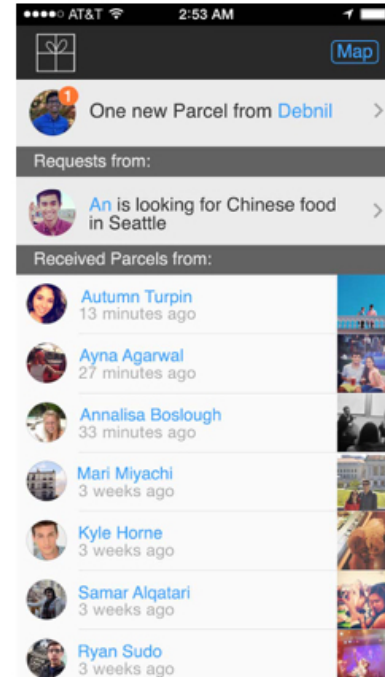 AT&T 2:53 AM
Map
1
One new Parcel from Debnil
Requests from:
An is looking for Chinese food
in Seattle
Received Parcels from:
Autumn Turpin
13 minutes ago
Ayna Agarwal
27 minutes ago
Annalisa Boslough
33 minutes ago
Mari Miyachi
3 weeks ago
Kyle Horne
3 weeks ago
Samar Alqatari
3 weeks ago
Ryan Sudo
3 weeks ago